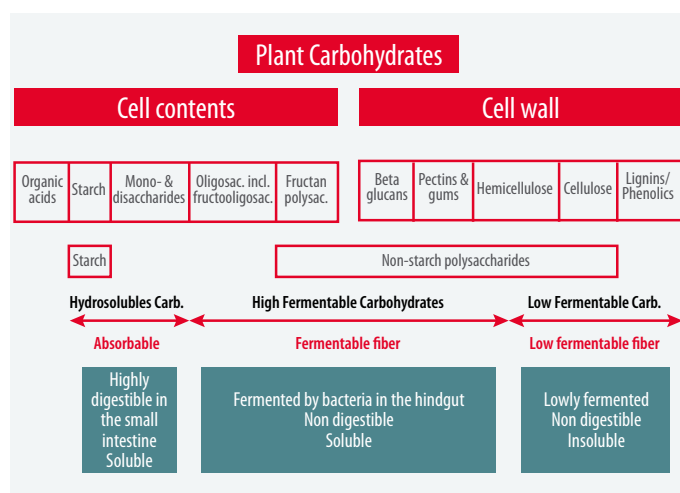 Plant Carbohydrates
Cell contents
Cell wall
Organic
acids
Starch
Mono- &
disaccharides
Oligosac. incl.
fructooligosac.
Fructan
polysac.
Beta
glucans
Pectins &
gums
Hemicellulose
Cellulose
Lignins/
Phenolics
Starch
Non-starch polysaccharides
Hydrosolubles Carb.
High Fermentable Carbohydrates
Low Fermentable Carb.
Absorbable
Fermentable fiber
Low fermentable fiber
Highly
digestible in
the small
intestine
Soluble
Fermented by bacteria in the hindgut
Non digestible
Soluble
Lowly fermented
Non digestible
Insoluble